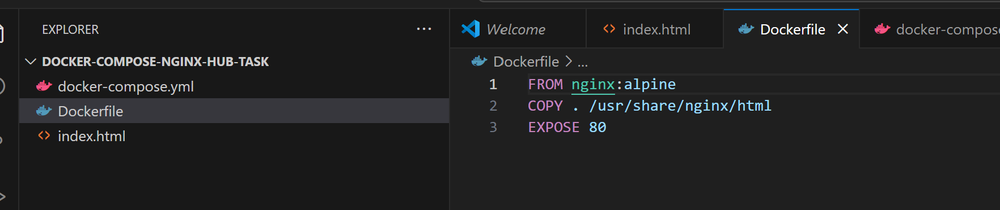 EXPLORER ...
DOCKER-COMPOSE-NGINX-HUB-TASK
docker-compose.yml
Dockerfile
index.html
Welcome
index.html
Dockerfile
docker-compose
Dockerfile > ...
1 FROM nginx:alpine
2 COPY . /usr/share/nginx/html
3 EXPOSE 80